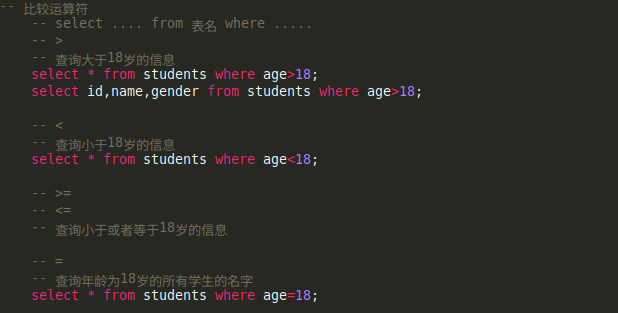 -- 比较运算符
-- select .... from 表名 where .....
-- >
-- 查询大于18岁的信息
select * from students where age>18;
select id,name,gender from students where age>18;
-- <
-- 查询小于18岁的信息
select * from students where age<18;
-- >=
-- <=
-- 查询小于或者等于18岁的信息
-- =
-- 查询年龄为18岁的所有学生的名字
select * from students where age=18;